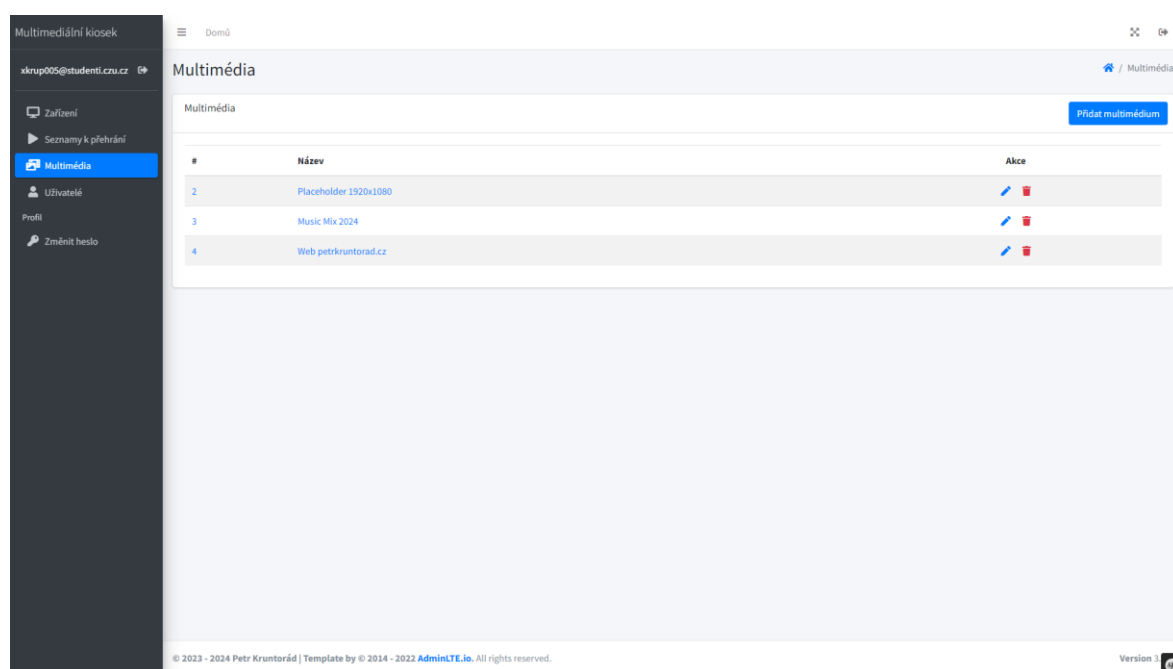 Multimediální kiosek
Domů
xkrup005@studenti.czu.cz
Multimédia
/ Multimédia
Zařízení
Seznamy k přehrání
Multimédia
Uživatelé
Profil
Změnit heslo
Multimédia
Přidat multimédium
# Název Akce
2 Placeholder 1920x1080
3 Music Mix 2024
4 Web petrkruntorad.cz
© 2023 - 2024 Petr Kruntorád | Template by © 2014 - 2022 AdminLTE.io. All rights reserved.
Version 3.